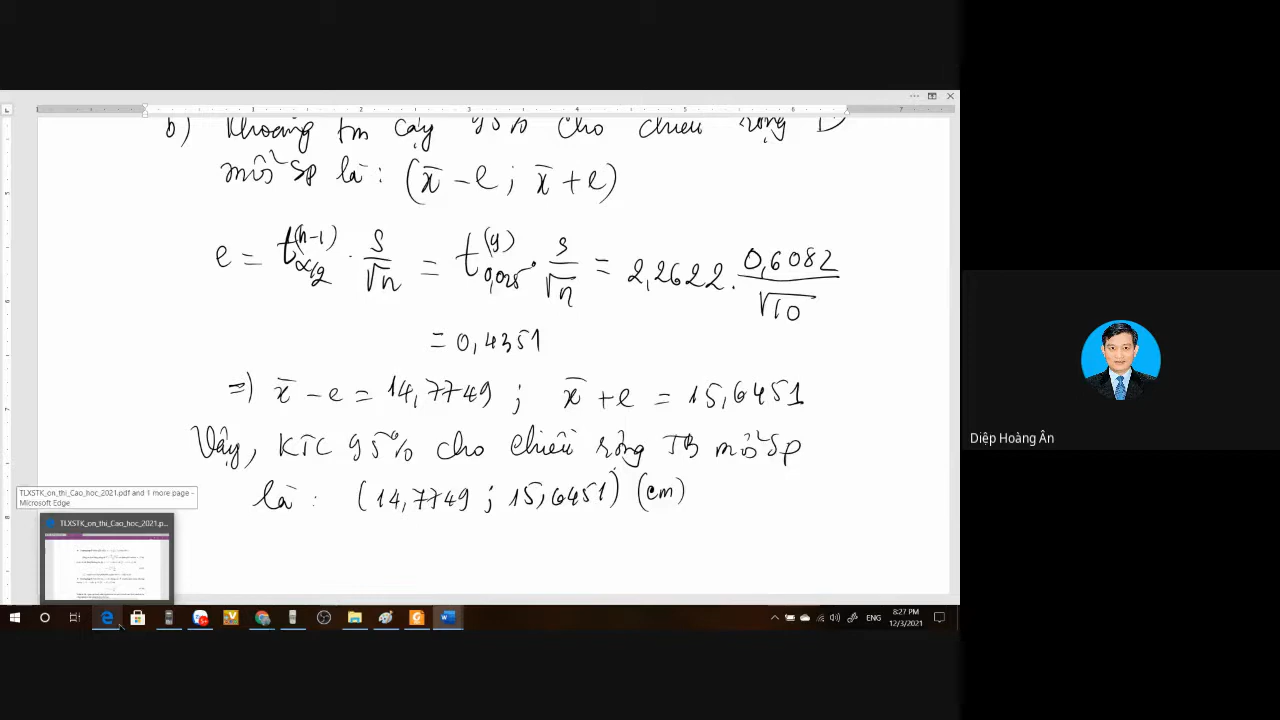 b) Khoảng tin cậy 95% cho chiều rộng
mỗi sp là: (x̄ - e ; x̄ + e)
e = t^(n-1)_α/2 . s/√n = t^(9)_0,025 . s/√n = 2,2622 . 0,6082/√10
= 0,4351
=) x̄ - e = 14,7749 ; x̄ + e = 15,6451
Vậy, KTC 95% cho chiều rộng TB mỗi sp
là : (14,7749 ; 15,6451) (cm)
TLXSTK_on_thi_Cao_hoc_2021.pdf and 1 more page -
Microsoft Edge
TLXSTK_on_thi_Cao_hoc_2021.p...
Diệp Hoàng Ân
ENG
8:27 PM
12/3/2021